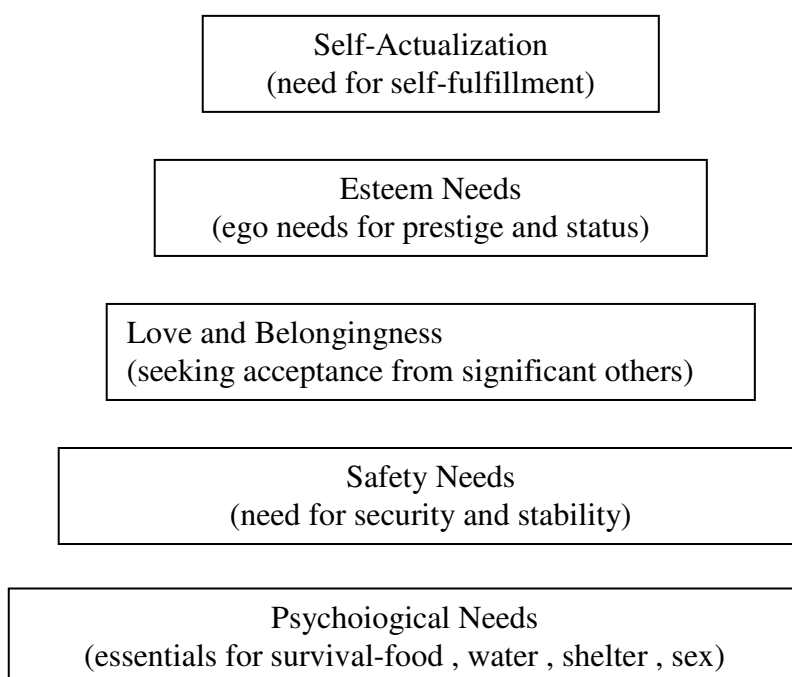 Self-Actualization
(need for self-fulfillment)
Esteem Needs
(ego needs for prestige and status)
Love and Belongingness
(seeking acceptance from significant others)
Safety Needs
(need for security and stability)
Psychoiogical Needs
(essentials for survival-food , water , shelter , sex)